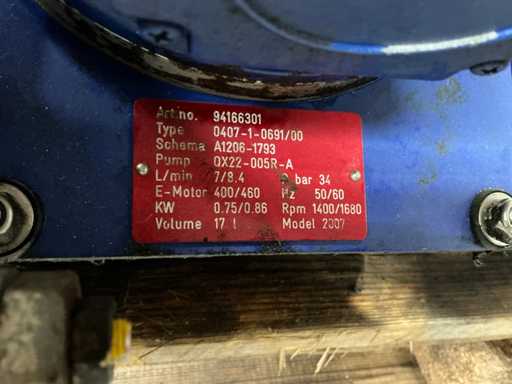 Art.no. 94166301
Type 0407-1-0691/00
Schema A1206-1793
Pump QX22-005R-A
L/min 7/8.4 bar 34
E-Motor 400/460 Hz 50/60
KW 0.75/0.86 Rpm 1400/1680
Volume 17 l Model 2007